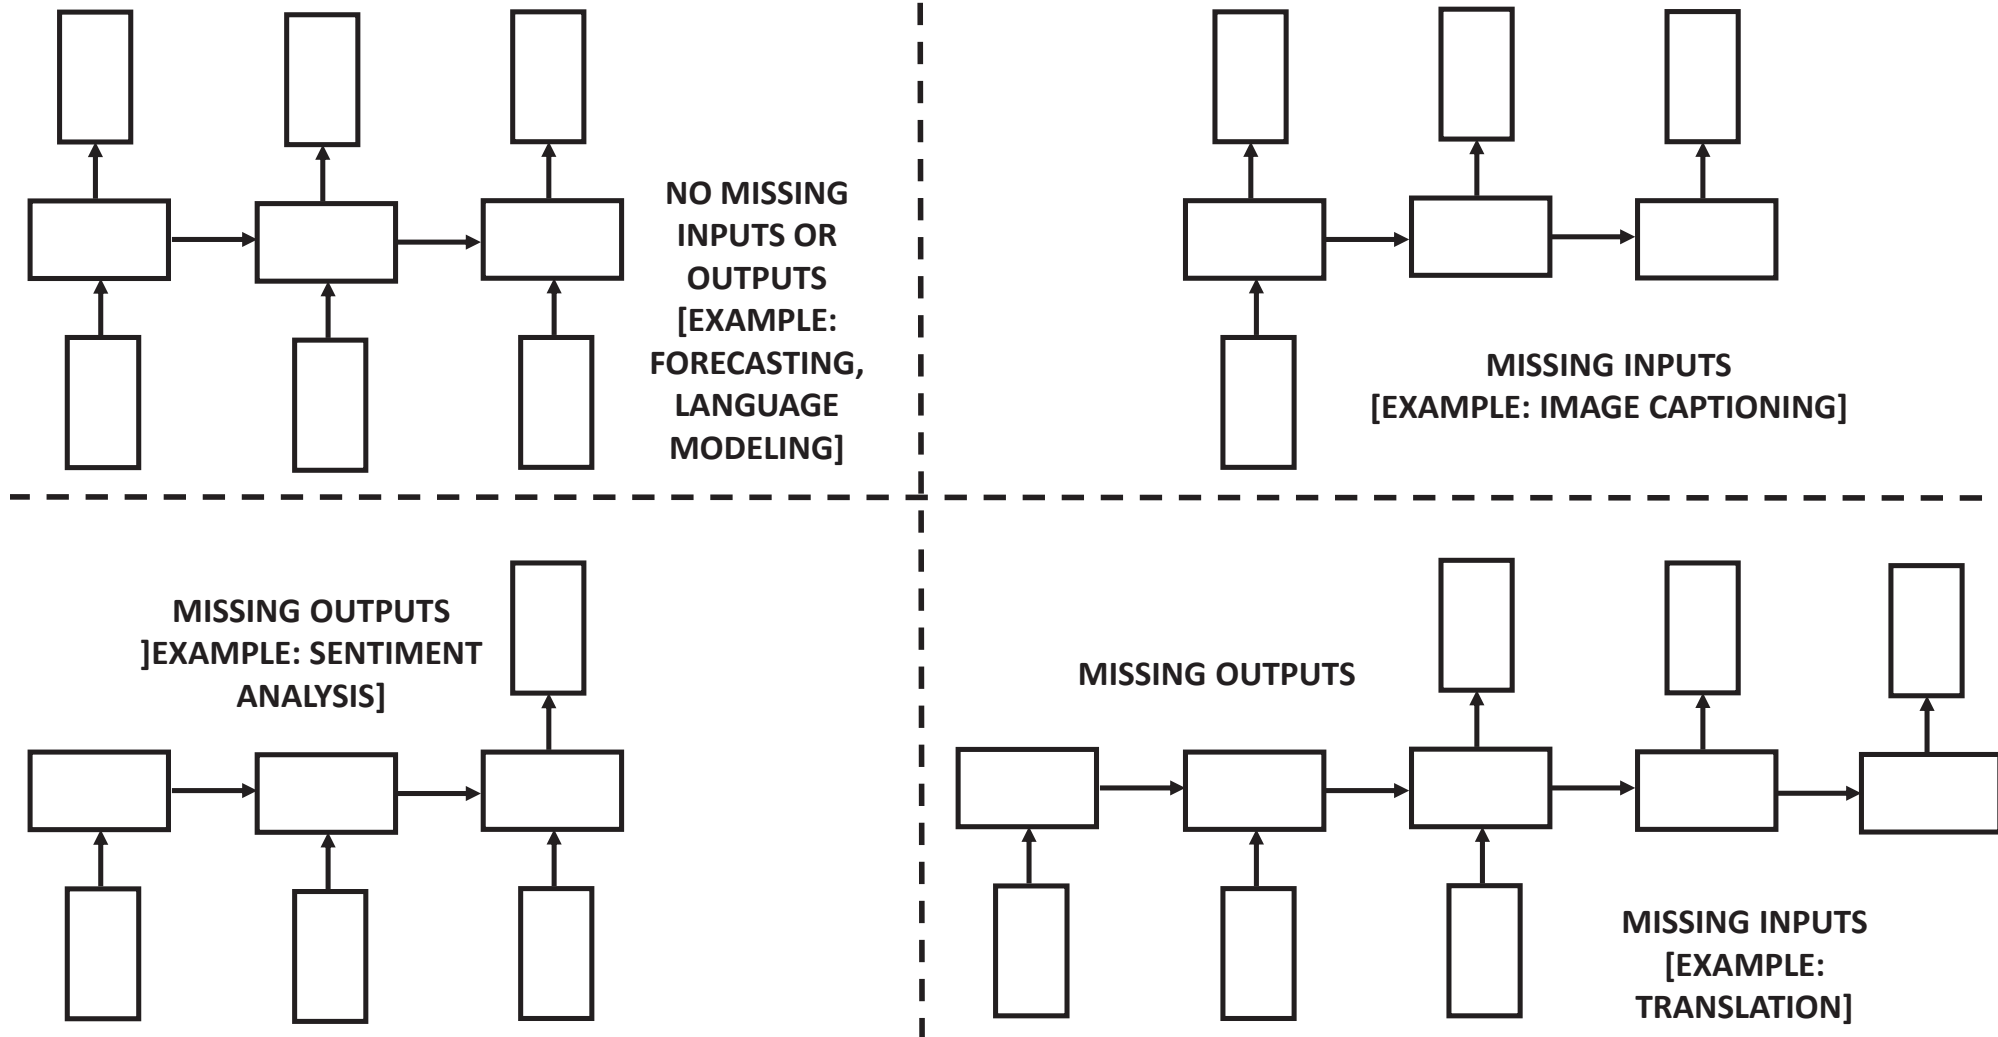 NO MISSING
INPUTS OR
OUTPUTS
[EXAMPLE:
FORECASTING,
LANGUAGE
MODELING]
MISSING INPUTS
[EXAMPLE: IMAGE CAPTIONING]
MISSING OUTPUTS
]EXAMPLE: SENTIMENT
ANALYSIS]
MISSING OUTPUTS
MISSING INPUTS
[EXAMPLE:
TRANSLATION]